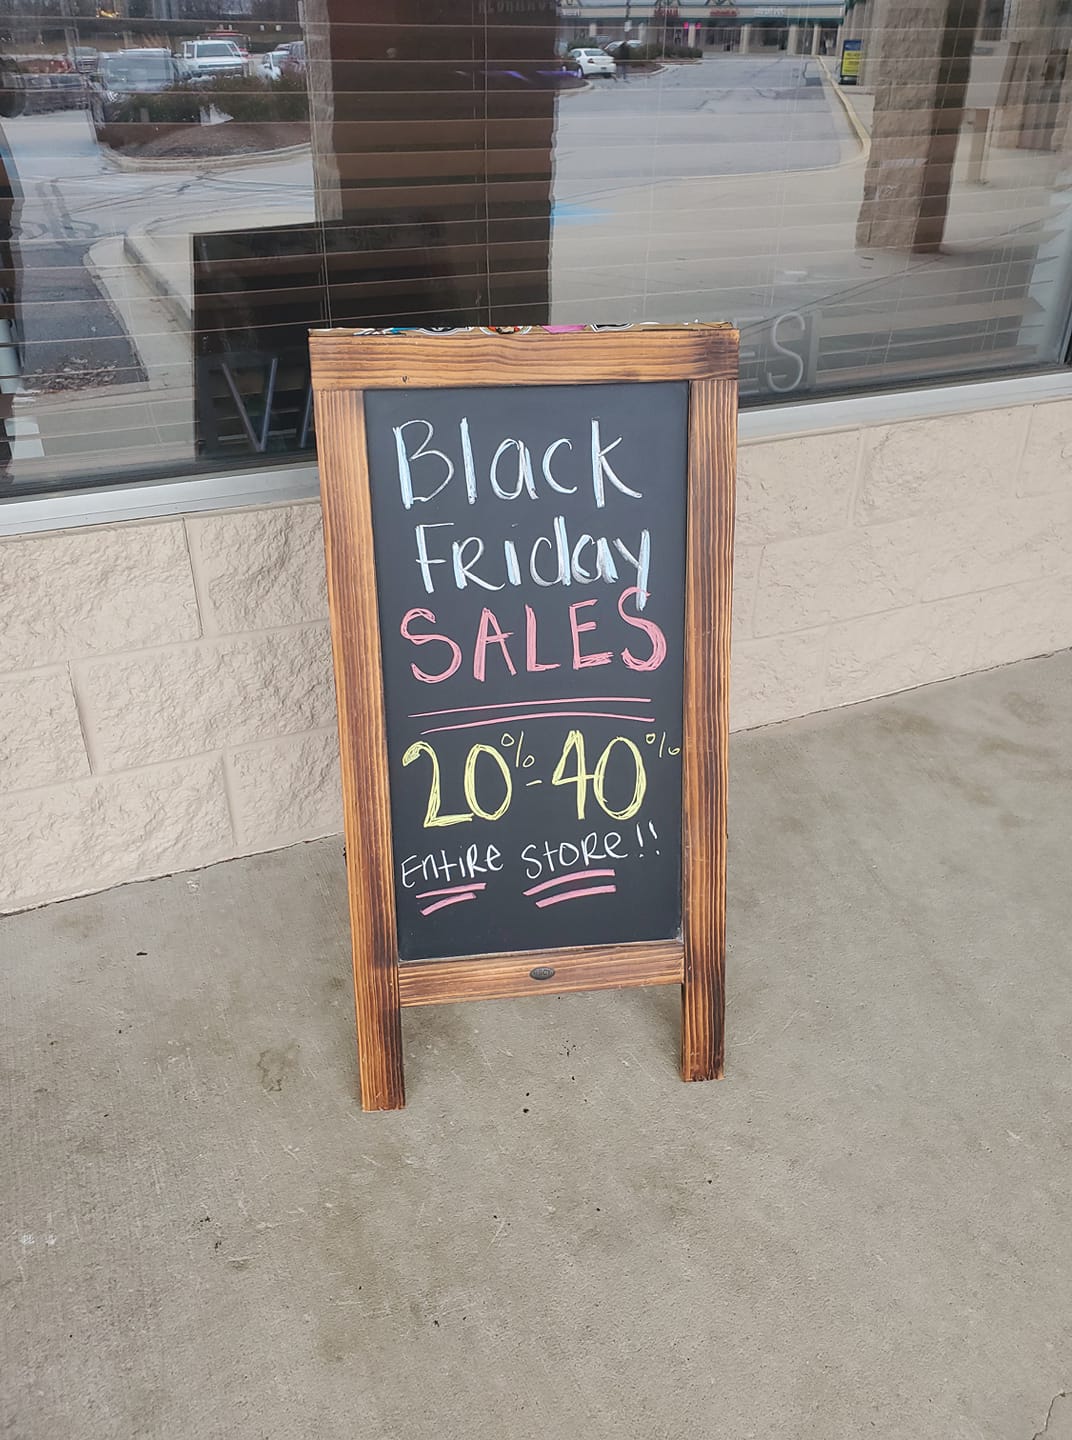 Black
Friday
SALES
20%-40%
Entire Store!!